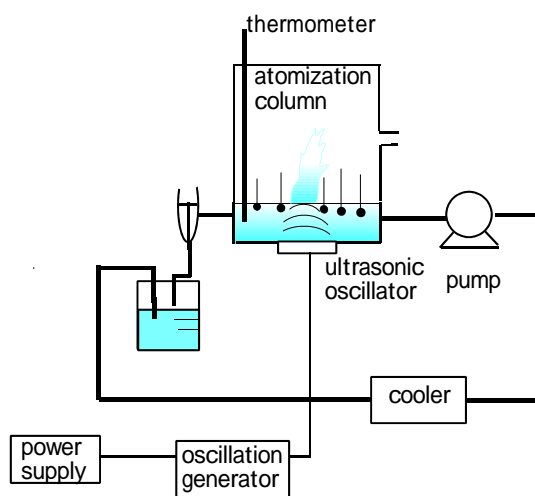 thermometer
atomization
column
ultrasonic
oscillator
pump
cooler
power
supply
oscillation
generator